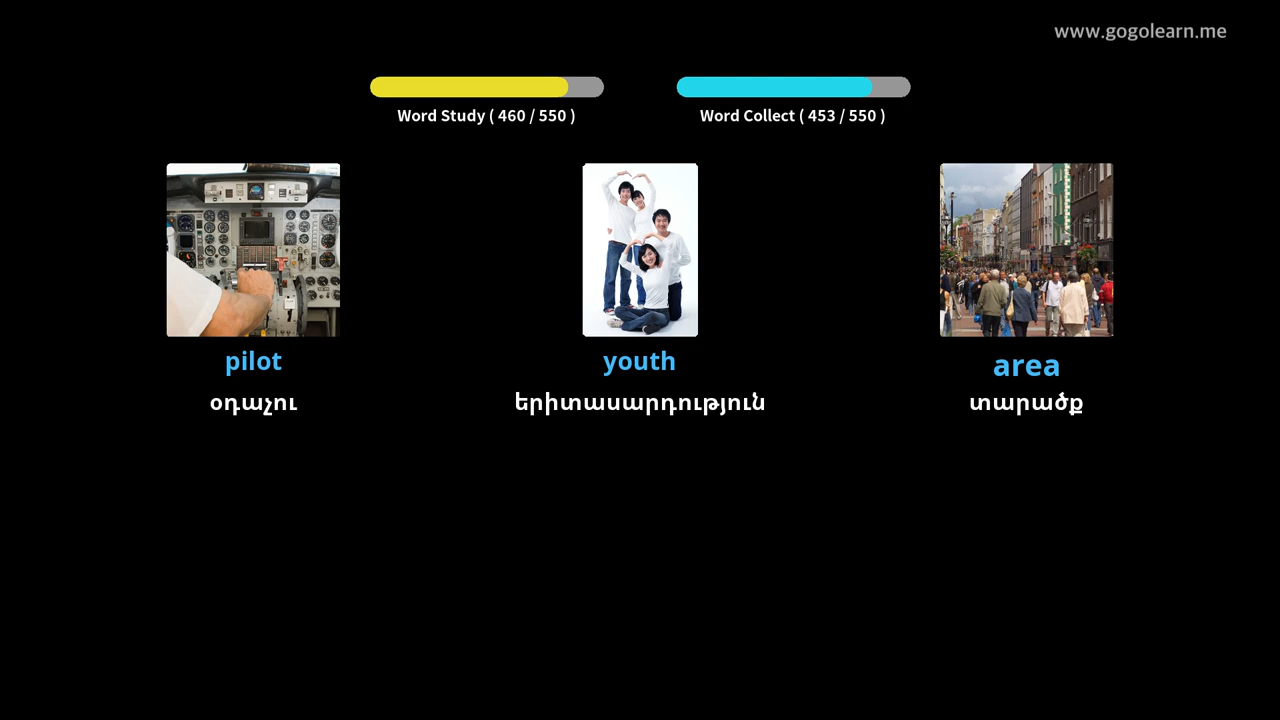 www.gogolearn.me
Word Study ( 460 / 550 )
Word Collect ( 453 / 550 )
pilot
օդաչու
youth
երիտասարդություն
area
տարածք